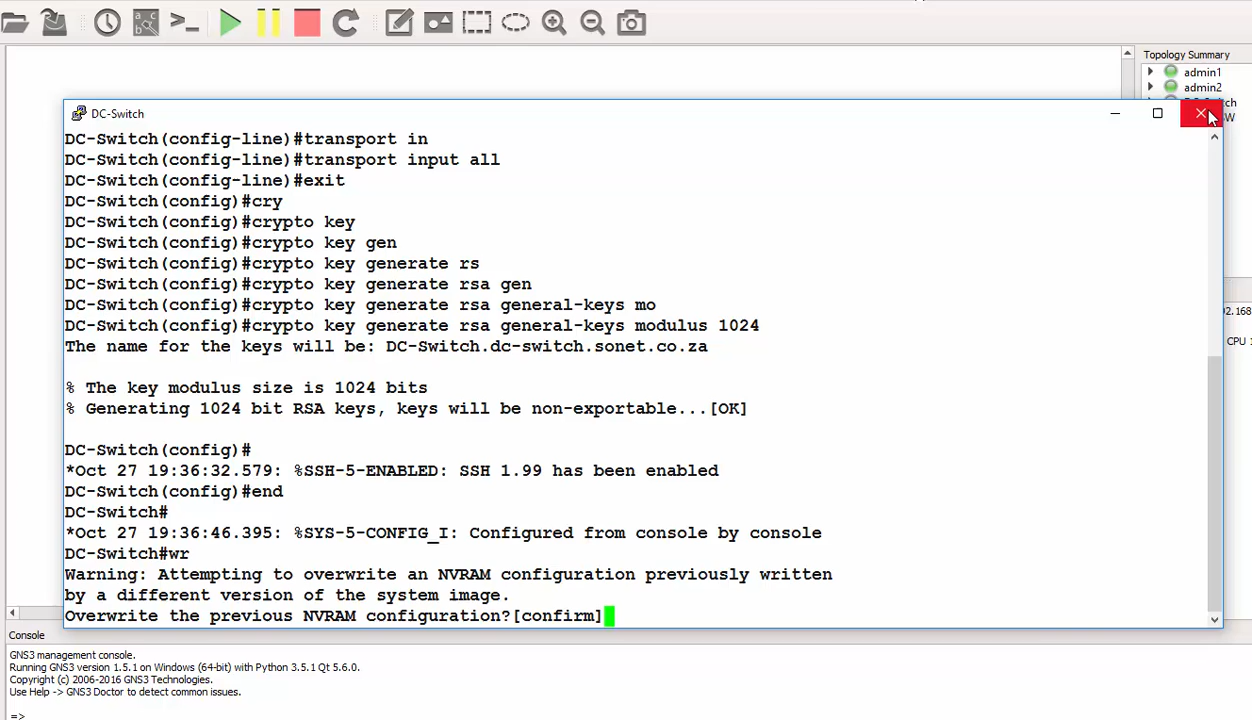 Topology Summary
admin1
admin2
DC-Switch
DC-Switch(config-line)#transport in
DC-Switch(config-line)#transport input all
DC-Switch(config-line)#exit
DC-Switch(config)#cry
DC-Switch(config)#crypto key
DC-Switch(config)#crypto key gen
DC-Switch(config)#crypto key generate rs
DC-Switch(config)#crypto key generate rsa gen
DC-Switch(config)#crypto key generate rsa general-keys mo
DC-Switch(config)#crypto key generate rsa general-keys modulus 1024
The name for the keys will be: DC-Switch.dc-switch.sonet.co.za
% The key modulus size is 1024 bits
% Generating 1024 bit RSA keys, keys will be non-exportable...[OK]
DC-Switch(config)#
*Oct 27 19:36:32.579: %SSH-5-ENABLED: SSH 1.99 has been enabled
DC-Switch(config)#end
DC-Switch#
*Oct 27 19:36:46.395: %SYS-5-CONFIG_I: Configured from console by console
DC-Switch#wr
Warning: Attempting to overwrite an NVRAM configuration previously written
by a different version of the system image.
Overwrite the previous NVRAM configuration?[confirm]
CPU 1
Console
GNS3 management console.
Running GNS3 version 1.5.1 on Windows (64-bit) with Python 3.5.1 Qt 5.6.0.
Copyright (c) 2006-2016 GNS3 Technologies.
Use Help -> GNS3 Doctor to detect common issues.
=>